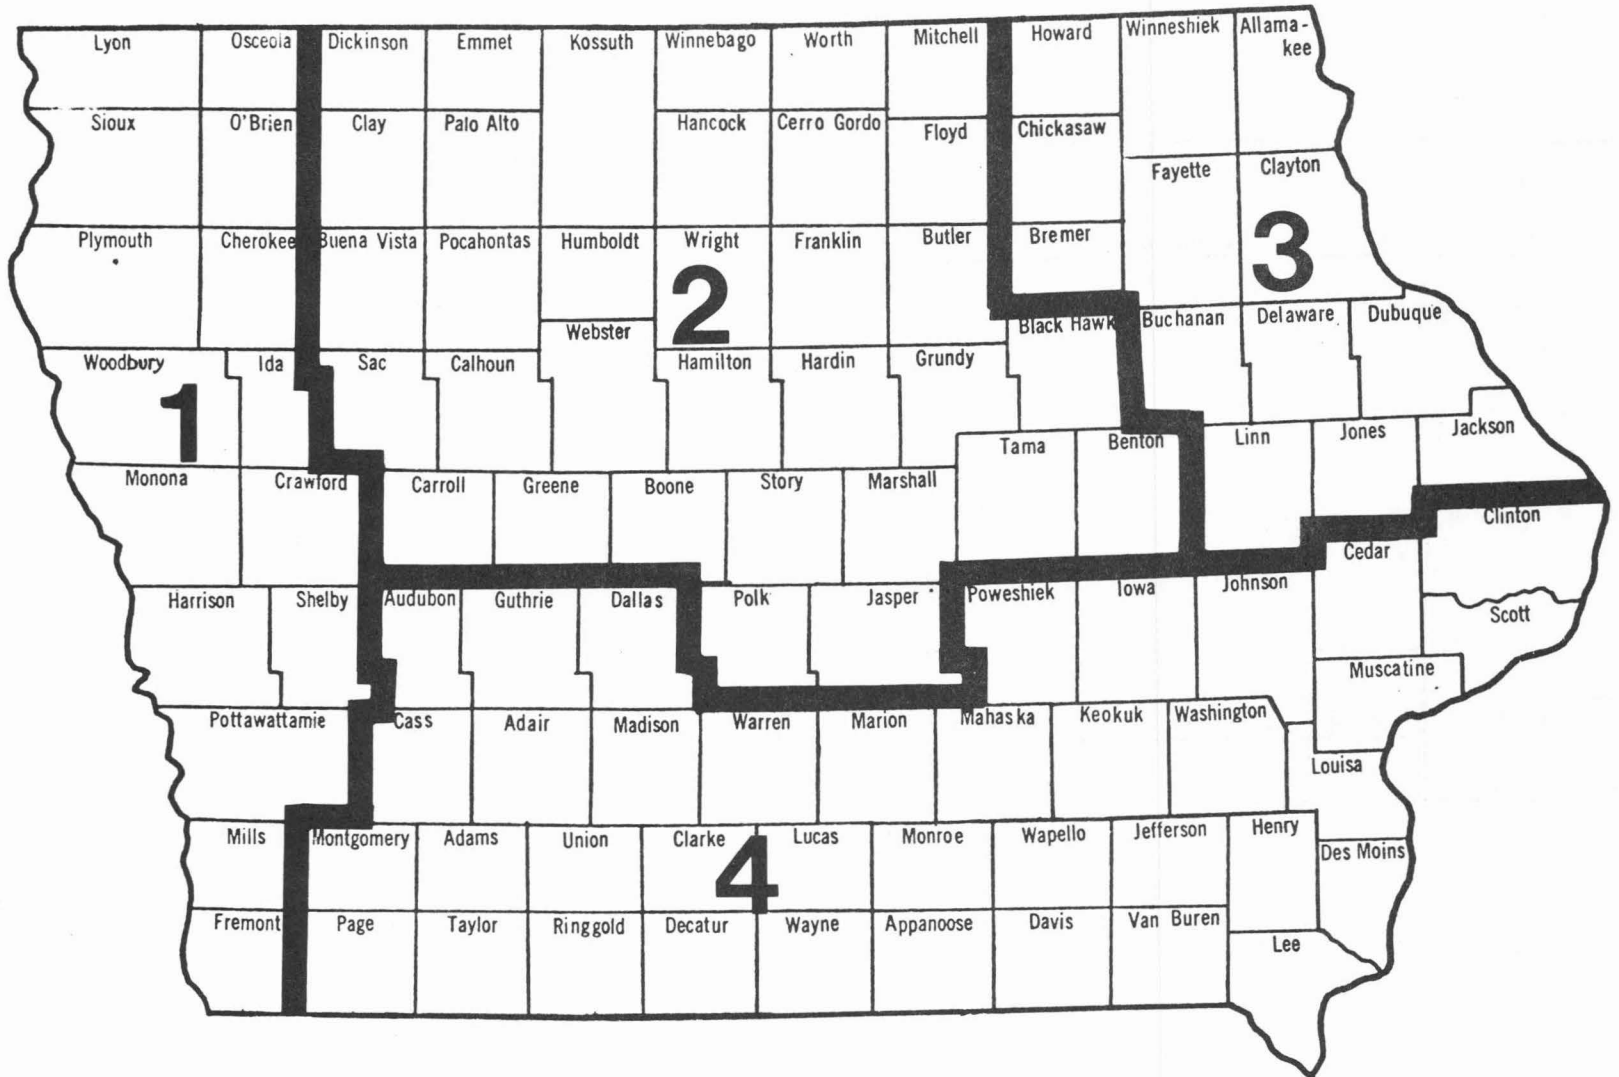 Lyon Osceola Dickinson Emmet Kossuth Winnebago Worth Mitchell Howard Winneshiek Allama-
kee
Sioux O'Brien Clay Palo Alto Hancock Cerro Gordo Floyd Chickasaw
Fayette Clayton
Plymouth Cherokee Buena Vista Pocahontas Humboldt Wright Franklin Butler Bremer
2 3
Webster Black Hawk Buchanan Delaware Dubuque
Woodbury Ida Sac Calhoun Hamilton Hardin Grundy
1
Tama Benton Linn Jones Jackson
Monona Crawford Carroll Greene Boone Story Marshall
Clinton
Cedar
Harrison Shelby Audubon Guthrie Dallas Polk Jasper Poweshiek Iowa Johnson
Scott
Muscatine
Pottawattamie Cass Adair Madison Warren Marion Mahaska Keokuk Washington
Louisa
Mills Montgomery Adams Union Clarke Lucas Monroe Wapello Jefferson Henry
Des Moins
4
Fremont Page Taylor Ringgold Decatur Wayne Appanoose Davis Van Buren
Lee